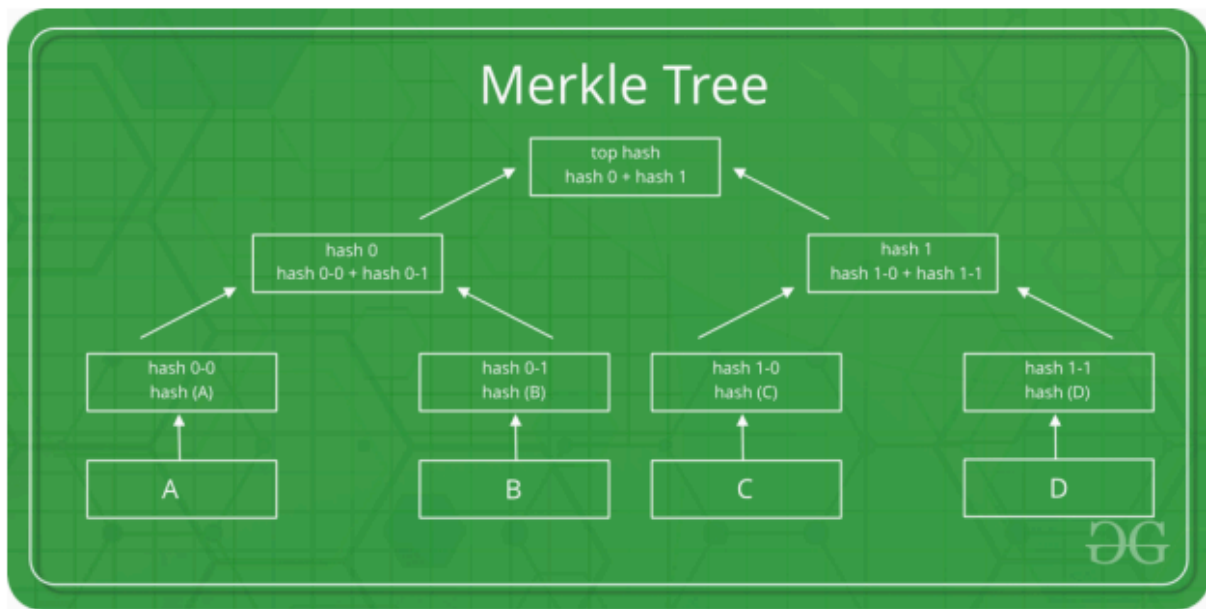 Merkle Tree
top hash
hash 0 + hash 1
hash 0
hash 0-0 + hash 0-1
hash 1
hash 1-0 + hash 1-1
hash 0-0
hash (A)
hash 0-1
hash (B)
hash 1-0
hash (C)
hash 1-1
hash (D)
A
B
C
D